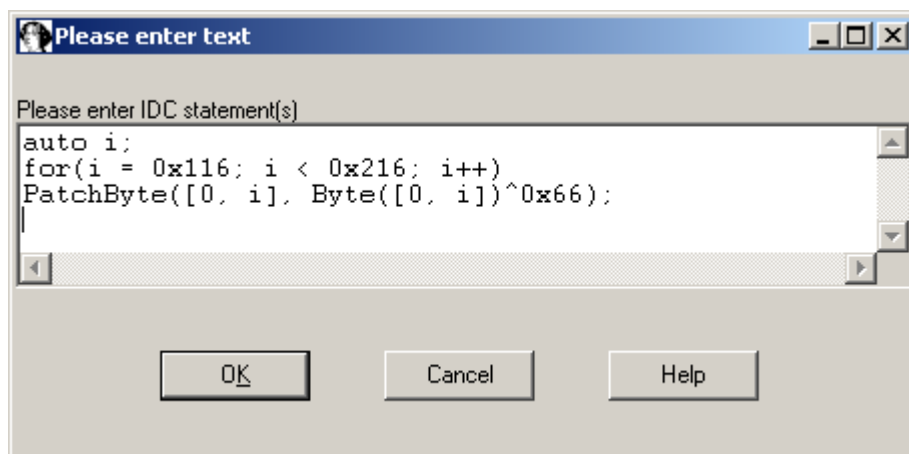 Please enter text
Please enter IDC statement(s)
auto i;
for(i = 0x116; i < 0x216; i++)
PatchByte([0, i], Byte([0, i])^0x66);
OK
Cancel
Help